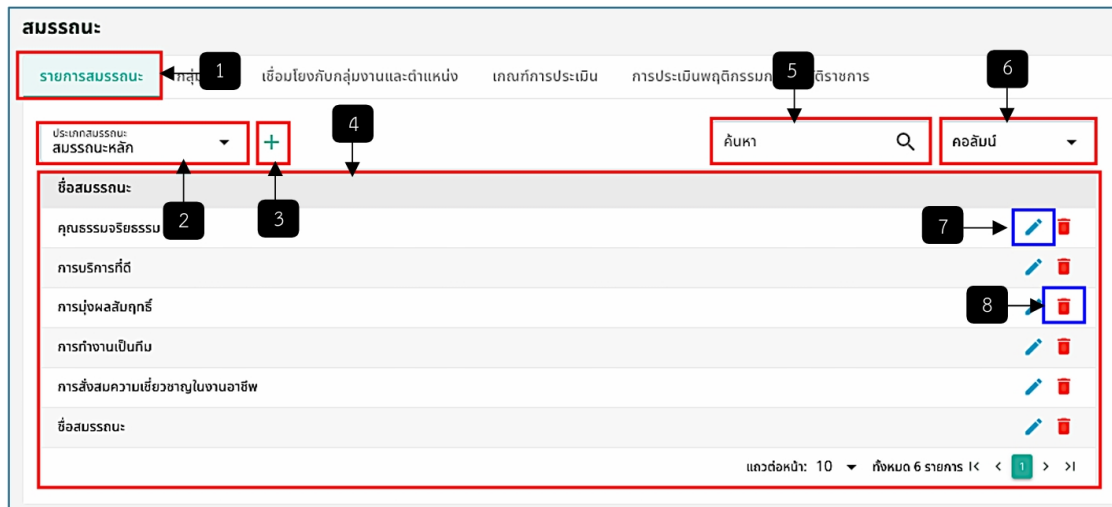 สมรรถนะ
รายการสมรรถนะ 1 เชื่อมโยงกับกลุ่มงานและตำแหน่ง เกณฑ์การประเมิน การประเมินพฤติกรรม 5 ราชการ 6
ประเภทสมรรถนะ
สมรรถนะหลัก + 4 ค้นหา คอลัมน์
ชื่อสมรรถนะ
คุณธรรมจริยธรรม 2 3 7
การบริการที่ดี
การมุ่งผลสัมฤทธิ์ 8
การทำงานเป็นทีม
การสั่งสมความเชี่ยวชาญในงานอาชีพ
ชื่อสมรรถนะ
แถวต่อหน้า: 10 ทั้งหมด 6 รายการ |< < 1 > >|